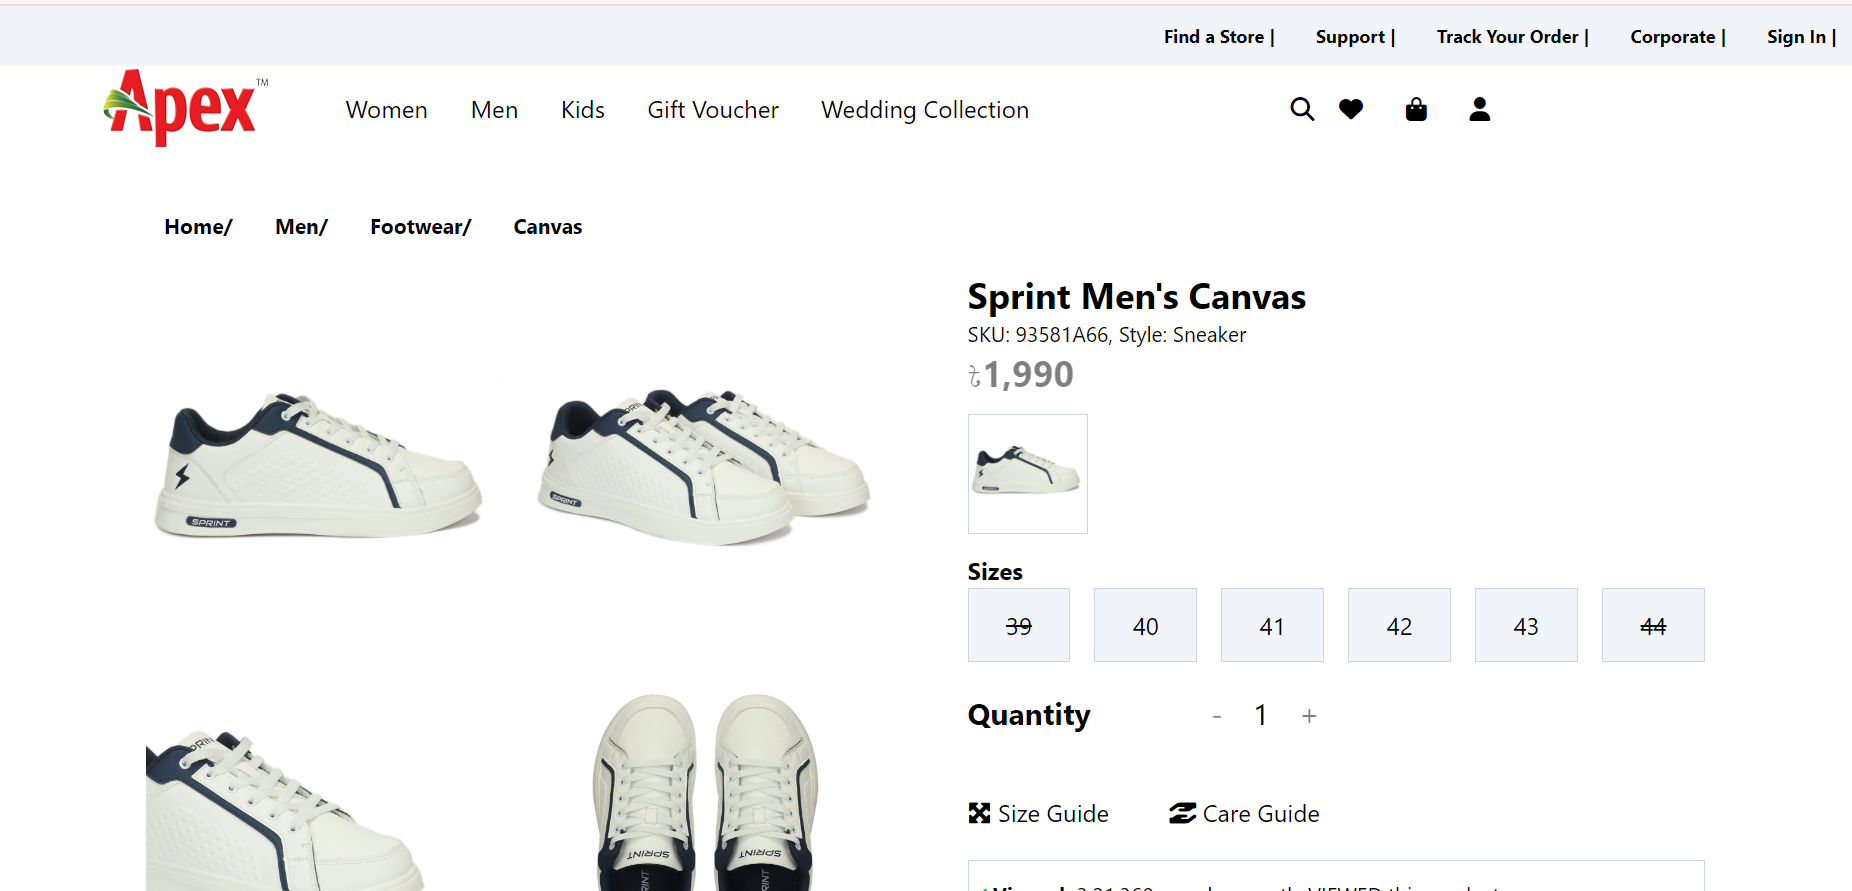 Find a Store | Support | Track Your Order | Corporate | Sign In |
Apex™
Women Men Kids Gift Voucher Wedding Collection
Home/ Men/ Footwear/ Canvas
Sprint Men's Canvas
SKU: 93581A66, Style: Sneaker
৳1,990
SPRINT
SPRINT
Sizes
39 40 41 42 43 44
Quantity - 1 +
SPRINT SPRINT
Size Guide Care Guide